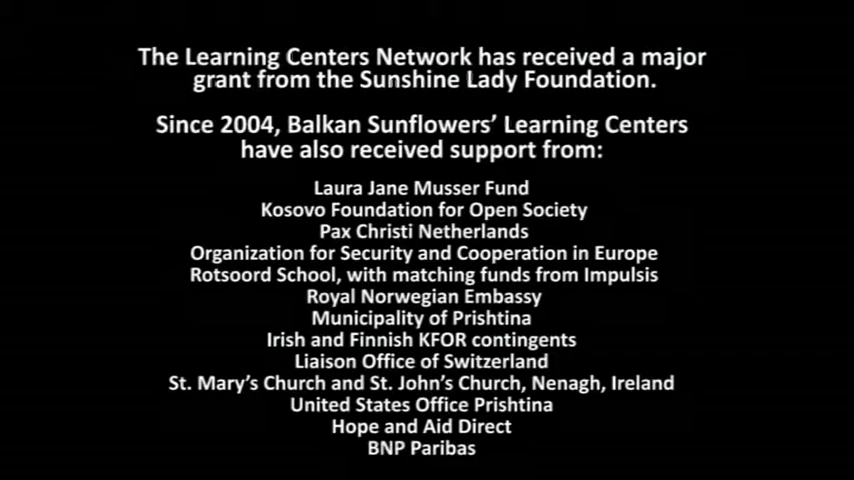 The Learning Centers Network has received a major
grant from the Sunshine Lady Foundation.
Since 2004, Balkan Sunflowers’ Learning Centers
have also received support from:
Laura Jane Musser Fund
Kosovo Foundation for Open Society
Pax Christi Netherlands
Organization for Security and Cooperation in Europe
Rotsoord School, with matching funds from Impulsis
Royal Norwegian Embassy
Municipality of Prishtina
Irish and Finnish KFOR contingents
Liaison Office of Switzerland
St. Mary’s Church and St. John’s Church, Nenagh, Ireland
United States Office Prishtina
Hope and Aid Direct
BNP Paribas